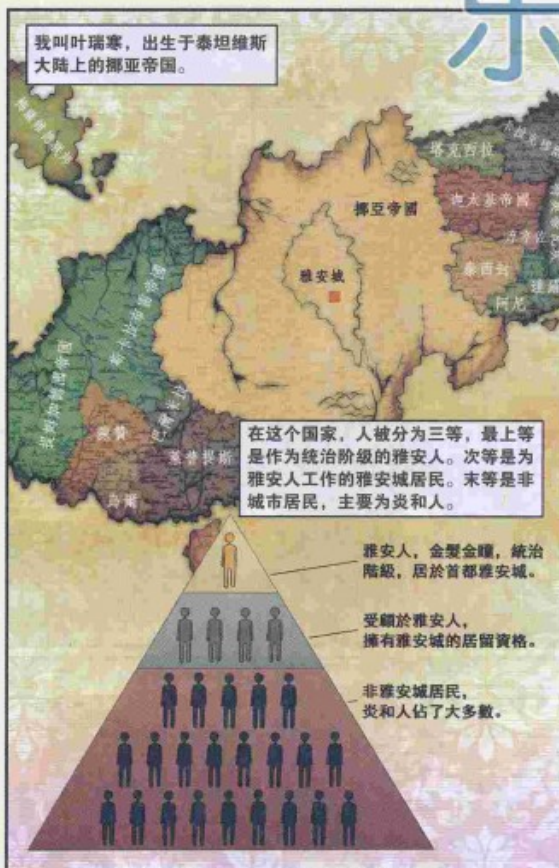 我叫叶瑞塞，出生于泰坦维斯
大陆上的挪亚帝国。
塔克西拉
挪亞帝國
迦太基帝國
雅安城
泰西封
阿尼
在这个国家，人被分为三等，最上等
是作为统治阶级的雅安人。次等是为
雅安人工作的雅安城居民。末等是非
城市居民，主要为炎和人。
雅安人，金髮金瞳，統治
階級，居於首都雅安城。
受顧於雅安人，
擁有雅安城的居留資格。
非雅安城居民，
炎和人佔了大多數。